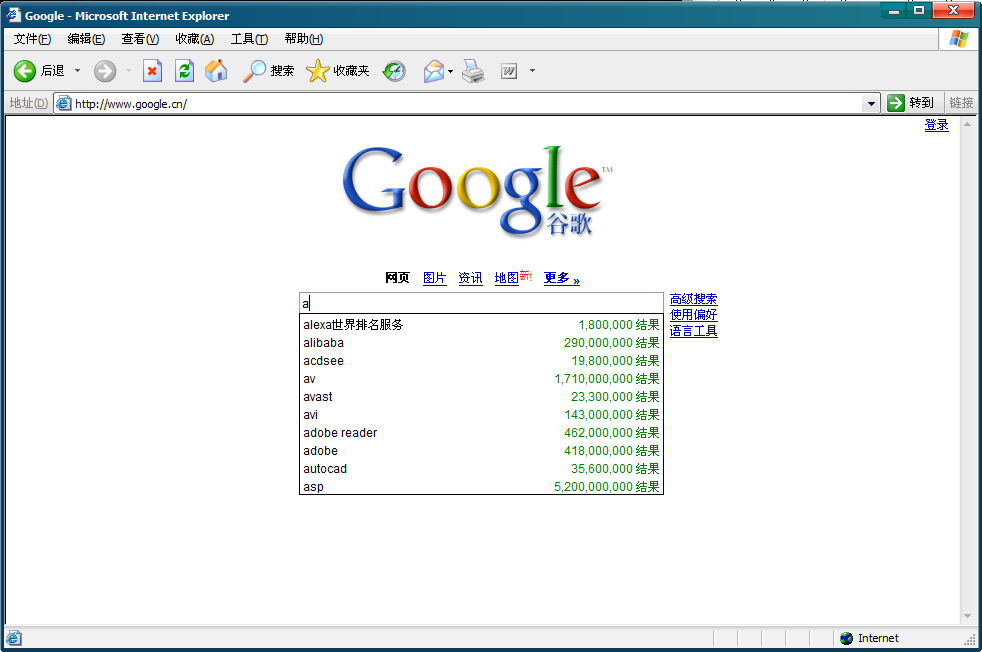 Google - Microsoft Internet Explorer
文件(F) 编辑(E) 查看(V) 收藏(A) 工具(T) 帮助(H)
后退 搜索 收藏夹
地址(D) http://www.google.cn/ 转到 链接
登录
Google™
谷歌
网页 图片 资讯 地图新! 更多 »
a
高级搜索
使用偏好
语言工具
alexa世界排名服务 1,800,000 结果
alibaba 290,000,000 结果
acdsee 19,800,000 结果
av 1,710,000,000 结果
avast 23,300,000 结果
avi 143,000,000 结果
adobe reader 462,000,000 结果
adobe 418,000,000 结果
autocad 35,600,000 结果
asp 5,200,000,000 结果
Internet